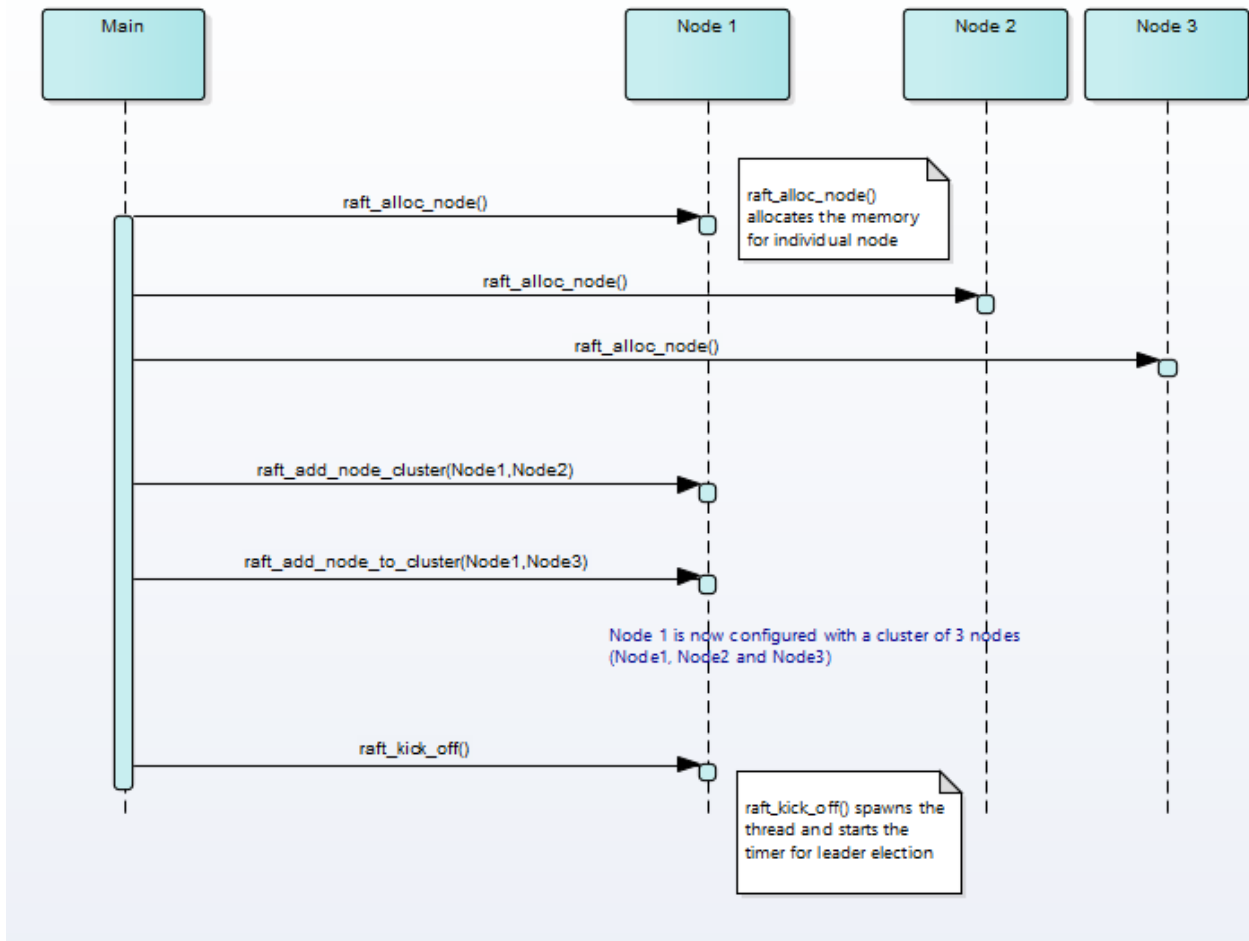 Main
Node 1
Node 2
Node 3
raft_alloc_node()
raft_alloc_node()
allocates the memory
for individual node
raft_alloc_node()
raft_alloc_node()
raft_add_node_cluster(Node1,Node2)
raft_add_node_to_cluster(Node1,Node3)
Node 1 is now configured with a cluster of 3 nodes
(Node1, Node2 and Node3)
raft_kick_off()
raft_kick_off() spawns the
thread and starts the
timer for leader election